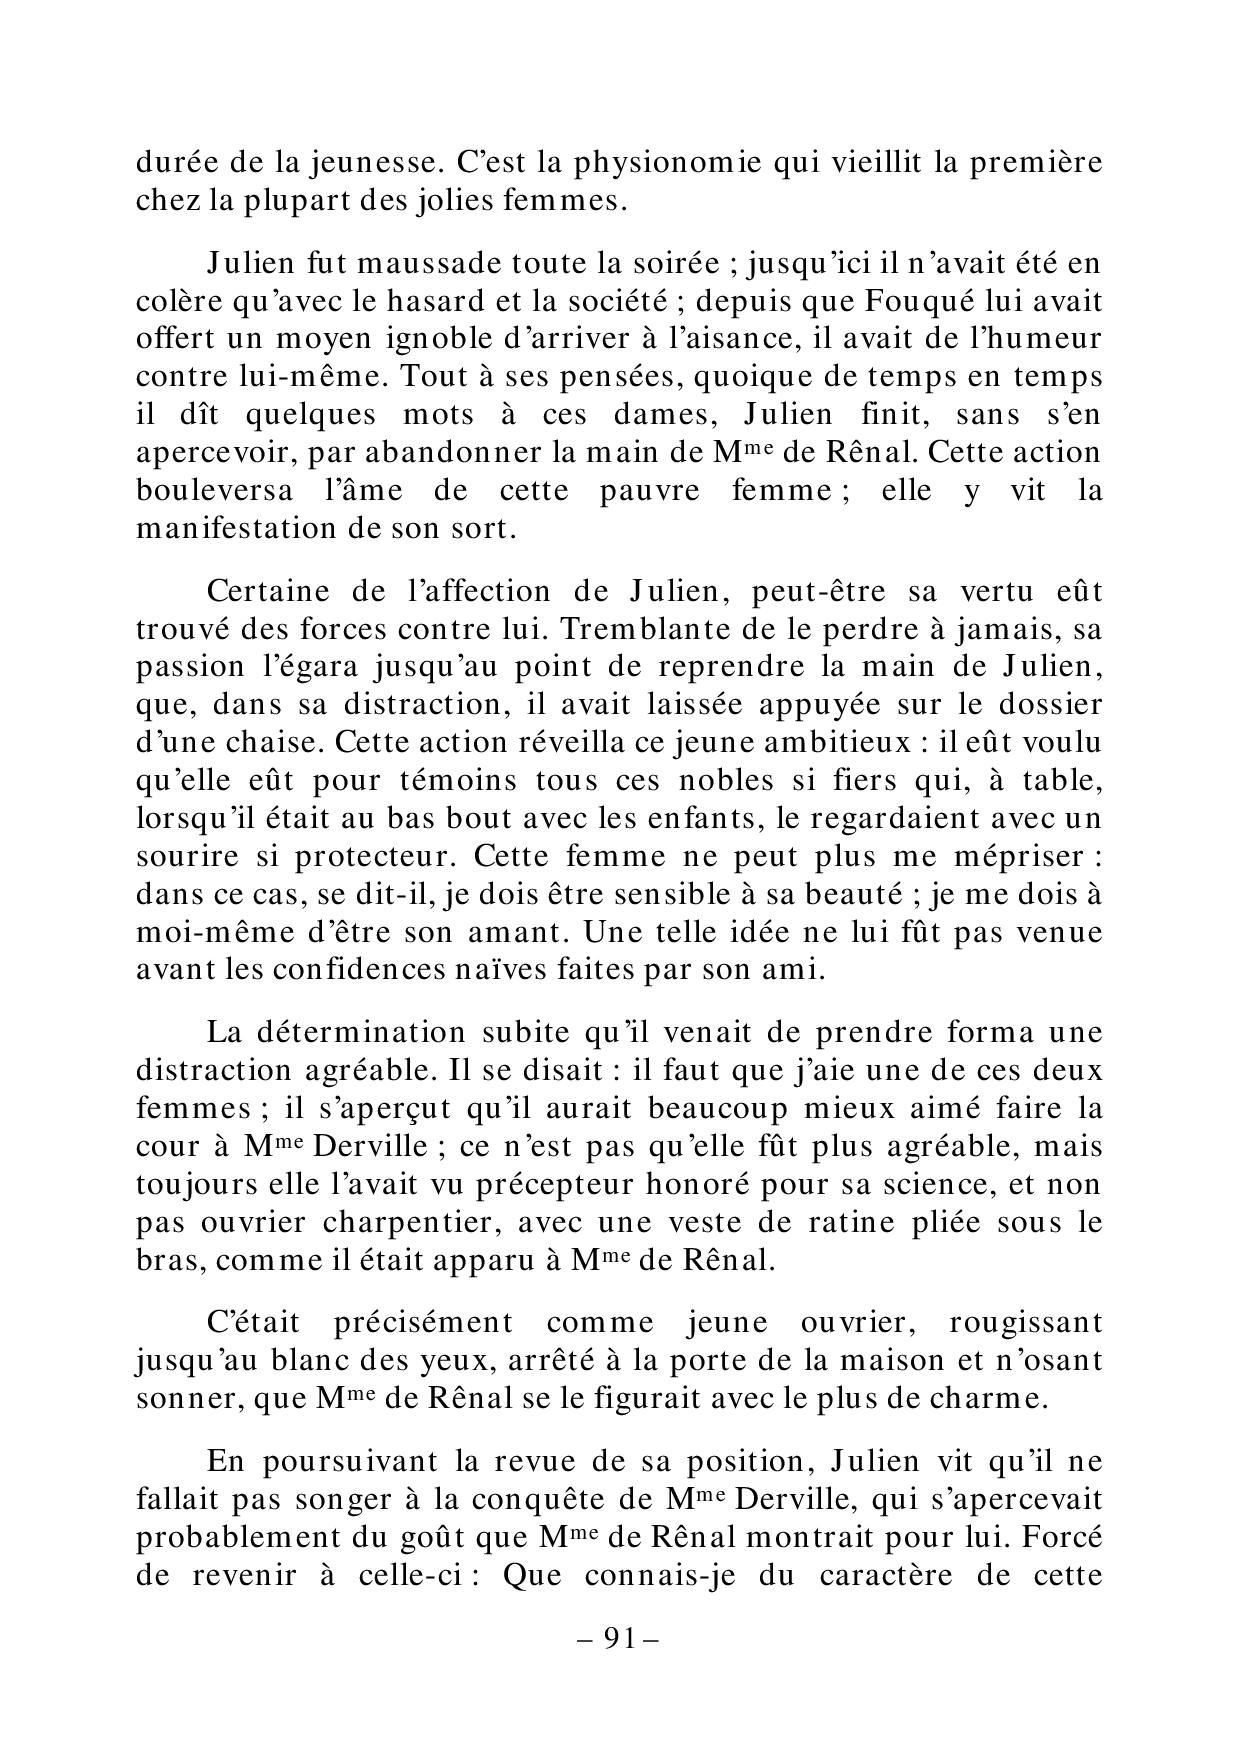 durée de la jeunesse. C’est la physionomie qui vieillit la première
chez la plupart des jolies femmes.
Julien fut maussade toute la soirée ; jusqu’ici il n’avait été en
colère qu’avec le hasard et la société ; depuis que Fouqué lui avait
offert un moyen ignoble d’arriver à l’aisance, il avait de l’humeur
contre lui-même. Tout à ses pensées, quoique de temps en temps
il dît quelques mots à ces dames, Julien finit, sans s’en
apercevoir, par abandonner la main de Mme de Rênal. Cette action
bouleversa l’âme de cette pauvre femme ; elle y vit la
manifestation de son sort.
Certaine de l’affection de Julien, peut-être sa vertu eût
trouvé des forces contre lui. Tremblante de le perdre à jamais, sa
passion l’égara jusqu’au point de reprendre la main de Julien,
que, dans sa distraction, il avait laissée appuyée sur le dossier
d’une chaise. Cette action réveilla ce jeune ambitieux : il eût voulu
qu’elle eût pour témoins tous ces nobles si fiers qui, à table,
lorsqu’il était au bas bout avec les enfants, le regardaient avec un
sourire si protecteur. Cette femme ne peut plus me mépriser :
dans ce cas, se dit-il, je dois être sensible à sa beauté ; je me dois à
moi-même d’être son amant. Une telle idée ne lui fût pas venue
avant les confidences naïves faites par son ami.
La détermination subite qu’il venait de prendre forma une
distraction agréable. Il se disait : il faut que j’aie une de ces deux
femmes ; il s’aperçut qu’il aurait beaucoup mieux aimé faire la
cour à Mme Derville ; ce n’est pas qu’elle fût plus agréable, mais
toujours elle l’avait vu précepteur honoré pour sa science, et non
pas ouvrier charpentier, avec une veste de ratine pliée sous le
bras, comme il était apparu à Mme de Rênal.
C’était précisément comme jeune ouvrier, rougissant
jusqu’au blanc des yeux, arrêté à la porte de la maison et n’osant
sonner, que Mme de Rênal se le figurait avec le plus de charme.
En poursuivant la revue de sa position, Julien vit qu’il ne
fallait pas songer à la conquête de Mme Derville, qui s’apercevait
probablement du goût que Mme de Rênal montrait pour lui. Forcé
de revenir à celle-ci : Que connais-je du caractère de cette
– 91 –